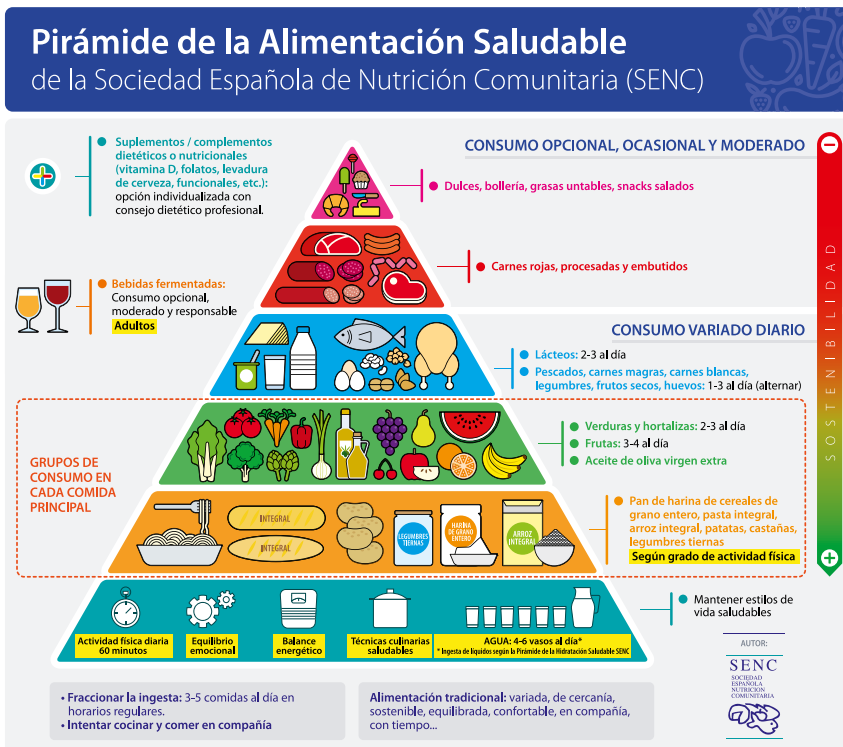 Pirámide de la Alimentación Saludable
de la Sociedad Española de Nutrición Comunitaria (SENC)
Suplementos / complementos
dietéticos o nutricionales
(vitamina D, folatos, levadura
de cerveza, funcionales, etc.):
opción individualizada con
consejo dietético profesional.
CONSUMO OPCIONAL, OCASIONAL Y MODERADO
Dulces, bollería, grasas untables, snacks salados
Carnes rojas, procesadas y embutidos
Bebidas fermentadas:
Consumo opcional,
moderado y responsable
Adultos
CONSUMO VARIADO DIARIO
Lácteos: 2-3 al día
Pescados, carnes magras, carnes blancas,
legumbres, frutos secos, huevos: 1-3 al día (alternar)
SOSTENIBILIDAD
GRUPOS DE
CONSUMO EN
CADA COMIDA
PRINCIPAL
Verduras y hortalizas: 2-3 al día
Frutas: 3-4 al día
Aceite de oliva virgen extra
INTEGRAL
INTEGRAL
LEGUMBRES
TIERNAS
HARINA
DE GRANO
ENTERO
ARROZ
INTEGRAL
Pan de harina de cereales de
grano entero, pasta integral,
arroz integral, patatas, castañas,
legumbres tiernas
Según grado de actividad física
Actividad física diaria
60 minutos
Equilibrio
emocional
Balance
energético
Técnicas culinarias
saludables
AGUA: 4-6 vasos al día*
* Ingesta de líquidos según la Pirámide de la Hidratación Saludable SENC
Mantener estilos de
vida saludables
• Fraccionar la ingesta: 3-5 comidas al día en
horarios regulares.
• Intentar cocinar y comer en compañía
Alimentación tradicional: variada, de cercanía,
sostenible, equilibrada, confortable, en compañía,
con tiempo...
AUTOR:
SENC
SOCIEDAD
ESPAÑOLA
NUTRICION
COMUNITARIA